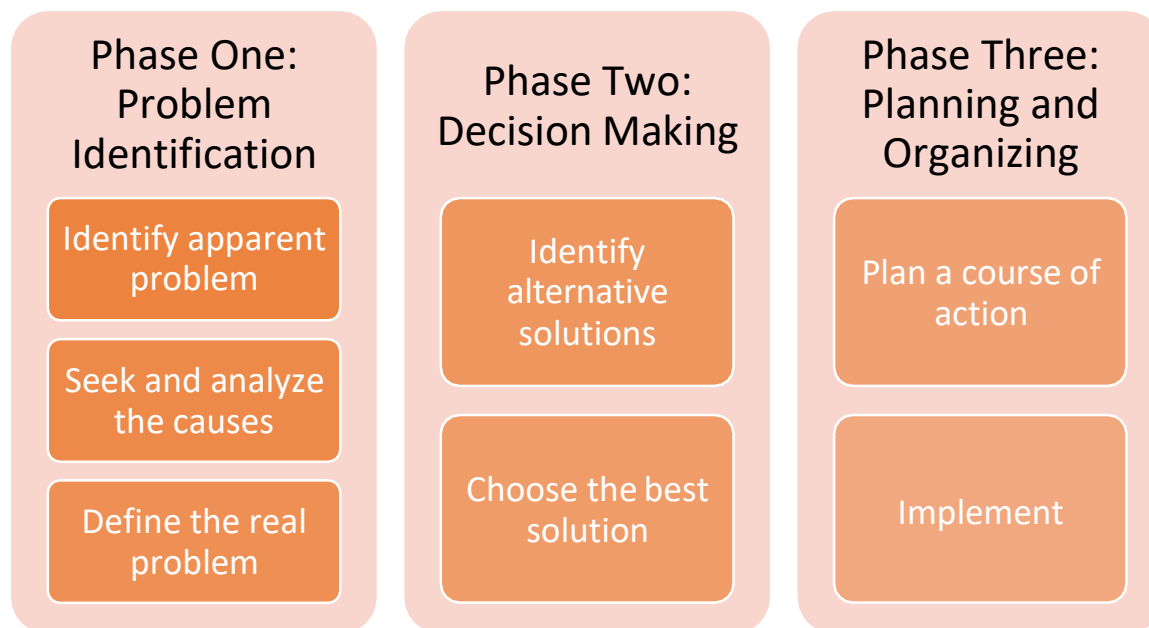 Phase One:
Problem
Identification
Identify apparent
problem
Seek and analyze
the causes
Define the real
problem
Phase Two:
Decision Making
Identify
alternative
solutions
Choose the best
solution
Phase Three:
Planning and
Organizing
Plan a course of
action
Implement